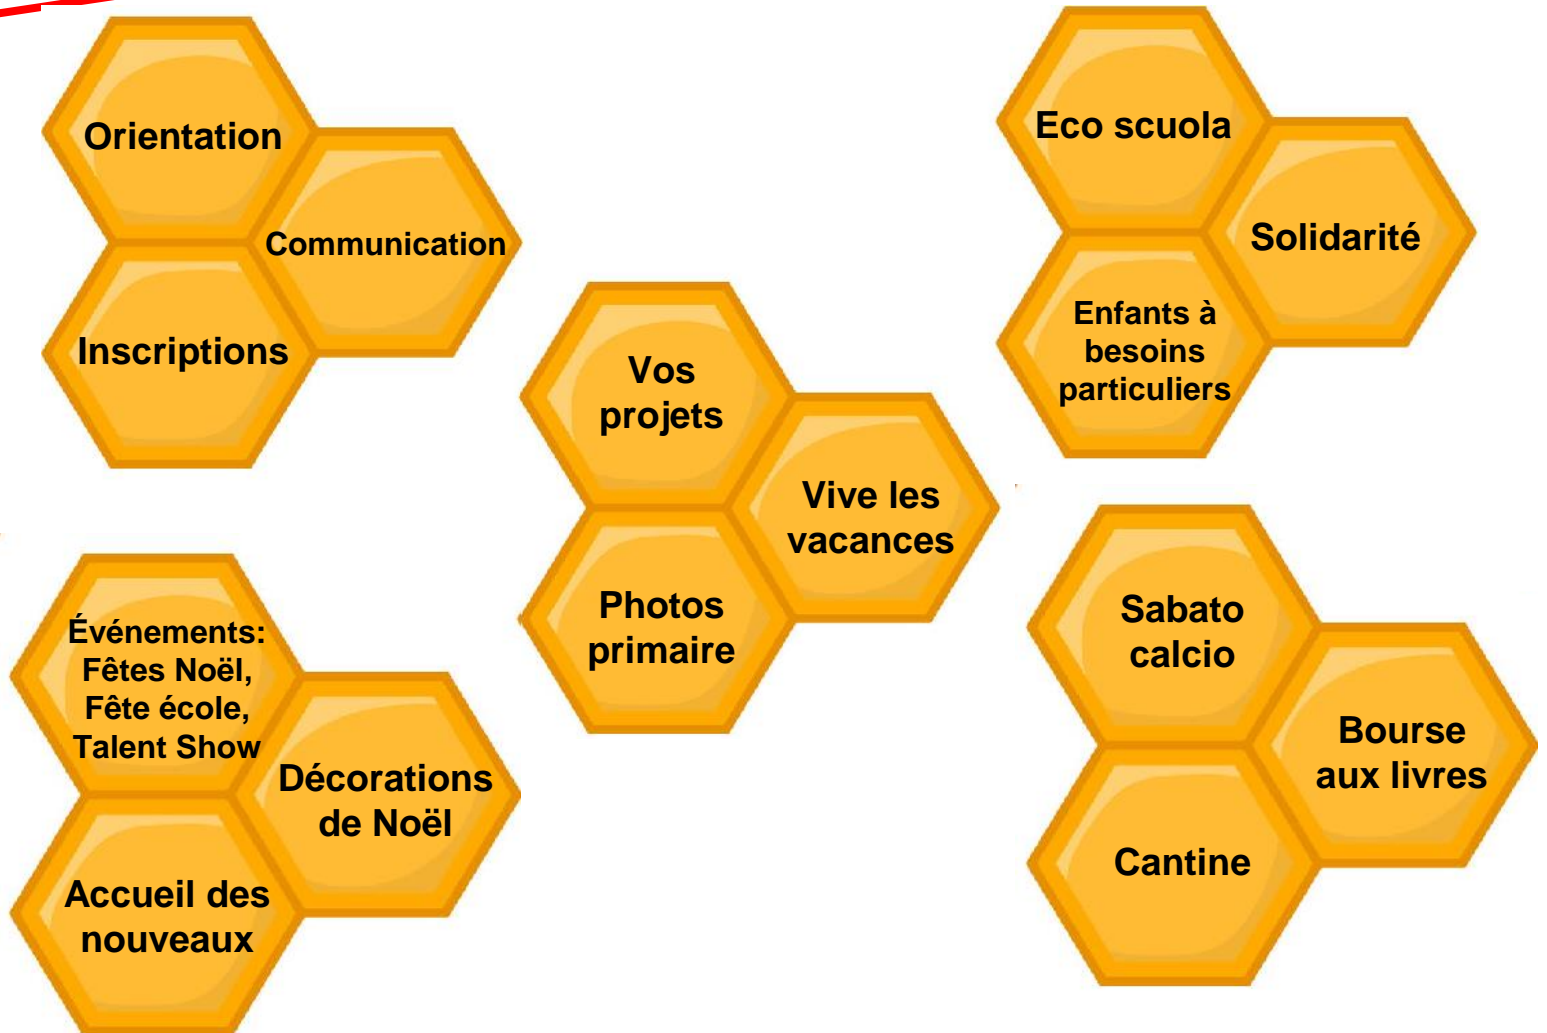 Orientation
Communication
Inscriptions
Eco scuola
Solidarité
Enfants à
besoins
particuliers
Vos
projets
Vive les
vacances
Photos
primaire
Événements:
Fêtes Noël,
Fête école,
Talent Show
Décorations
de Noël
Accueil des
nouveaux
Sabato
calcio
Bourse
aux livres
Cantine